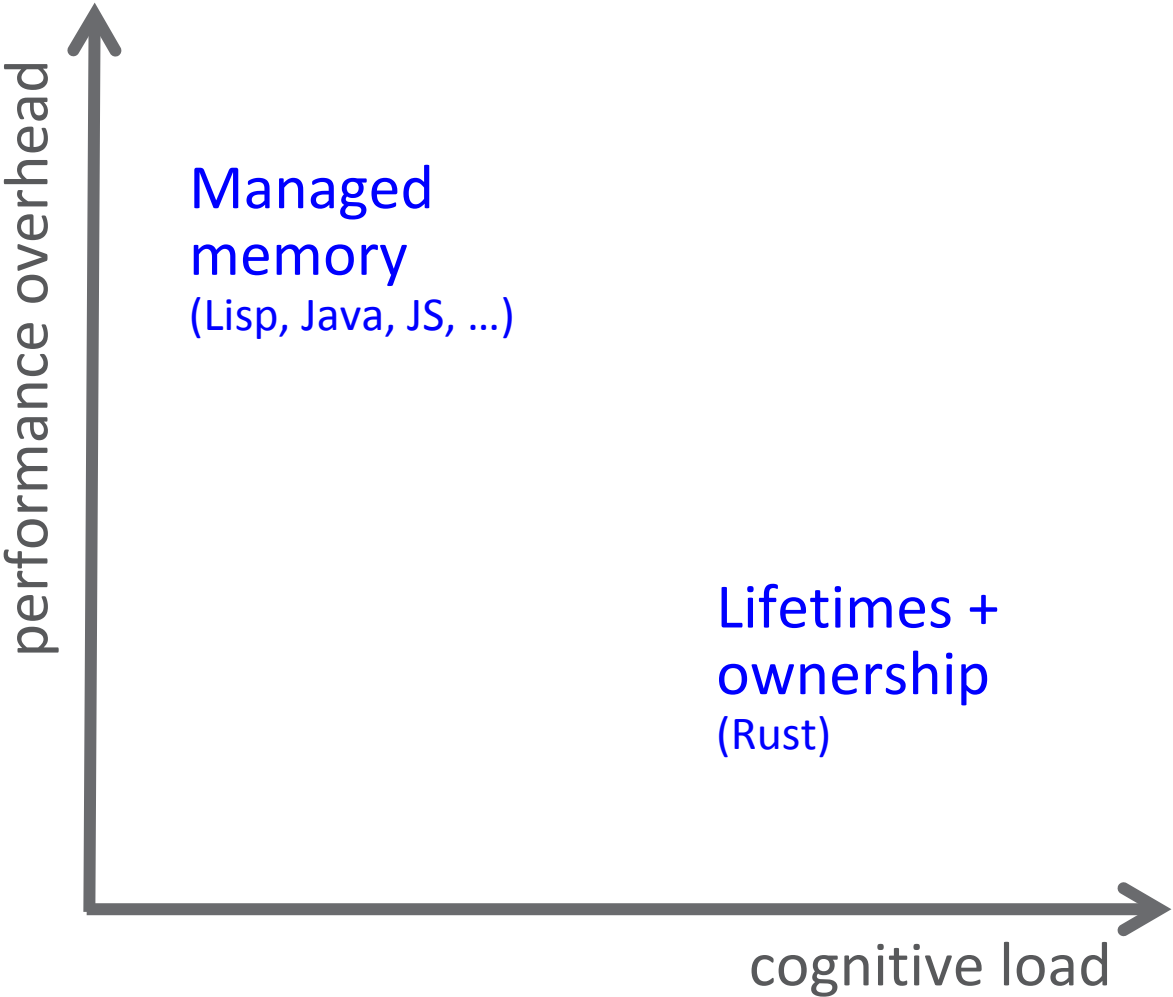 performance overhead
Managed
memory
(Lisp, Java, JS, …)
Lifetimes +
ownership
(Rust)
cognitive load